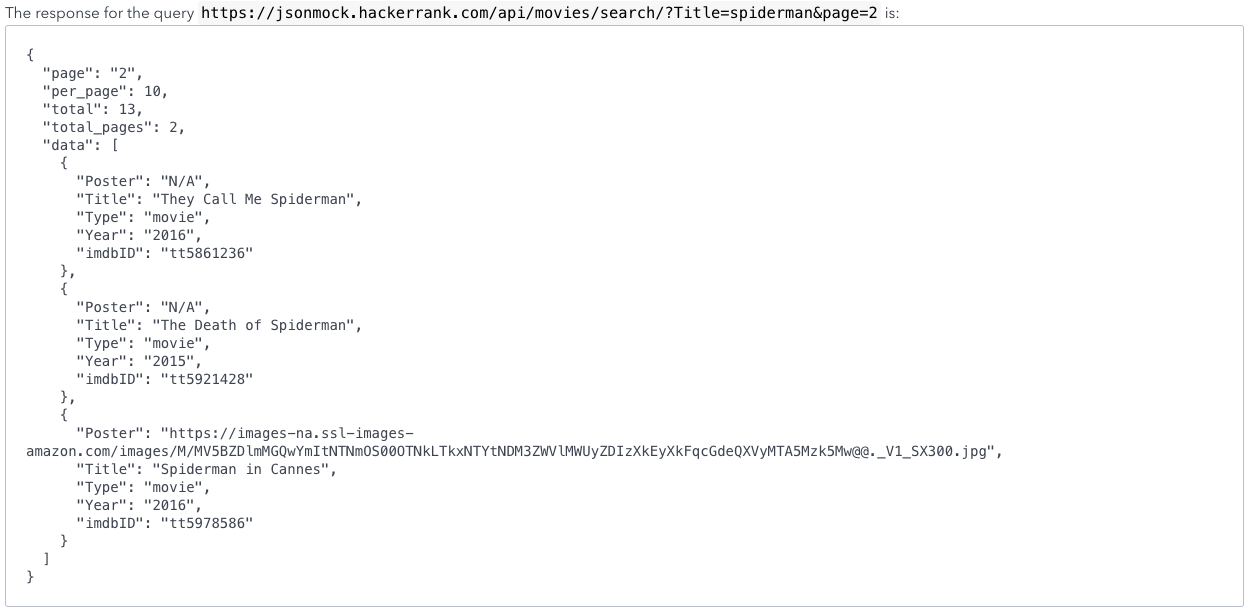 The response for the query https://jsonmock.hackerrank.com/api/movies/search/?Title=spiderman&page=2 is:
{
  "page": "2",
  "per_page": 10,
  "total": 13,
  "total_pages": 2,
  "data": [
    {
      "Poster": "N/A",
      "Title": "They Call Me Spiderman",
      "Type": "movie",
      "Year": "2016",
      "imdbID": "tt5861236"
    },
    {
      "Poster": "N/A",
      "Title": "The Death of Spiderman",
      "Type": "movie",
      "Year": "2015",
      "imdbID": "tt5921428"
    },
    {
      "Poster": "https://images-na.ssl-images-
amazon.com/images/M/MV5BZDlmMGQwYmItNTNmOS00OTNkLTkxNTYtNDM3ZWVlMWUyZDIzXkEyXkFqcGdeQXVyMTA5Mzk5Mw@@._V1_SX300.jpg",
      "Title": "Spiderman in Cannes",
      "Type": "movie",
      "Year": "2016",
      "imdbID": "tt5978586"
    }
  ]
}